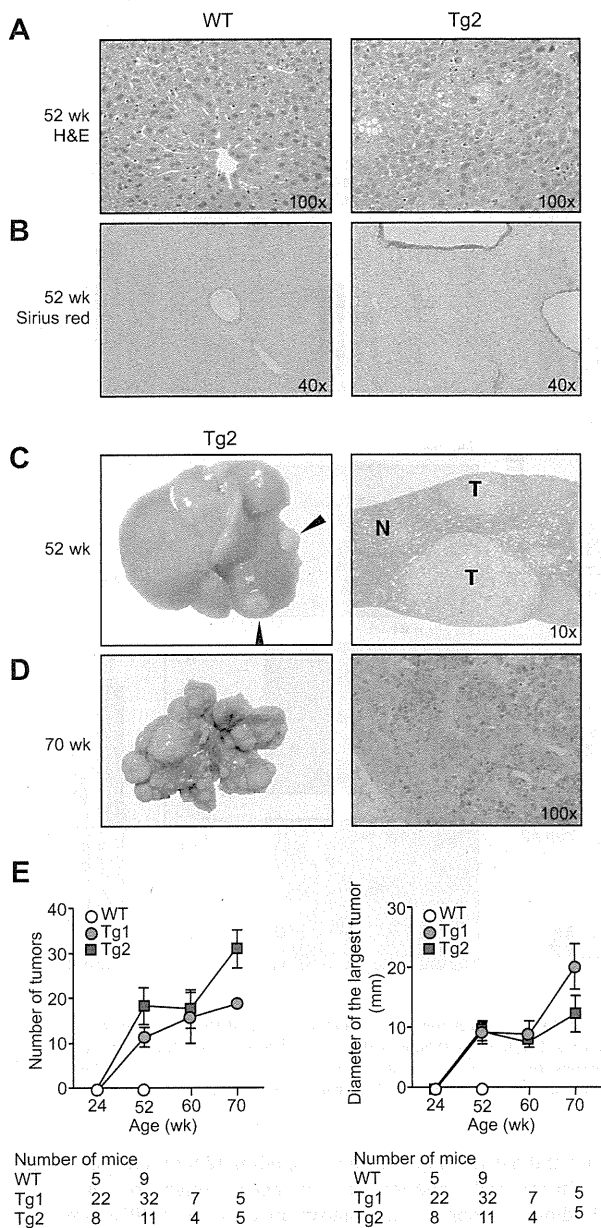 A
WT
Tg2
52 wk
H&E
100x
100x
B
52 wk
Sirius red
40x
40x
C
Tg2
52 wk
N
T
T
10x
D
70 wk
100x
E
WT
Tg1
Tg2
Number of tumors
40
30
20
10
0
24 52 60 70
Age (wk)
Number of mice
WT 5 9
Tg1 22 32 7 5
Tg2 8 11 4 5
WT
Tg1
Tg2
Diameter of the largest tumor
(mm)
30
20
10
0
24 52 60 70
Age (wk)
Number of mice
WT 5 9
Tg1 22 32 7 5
Tg2 8 11 4 5